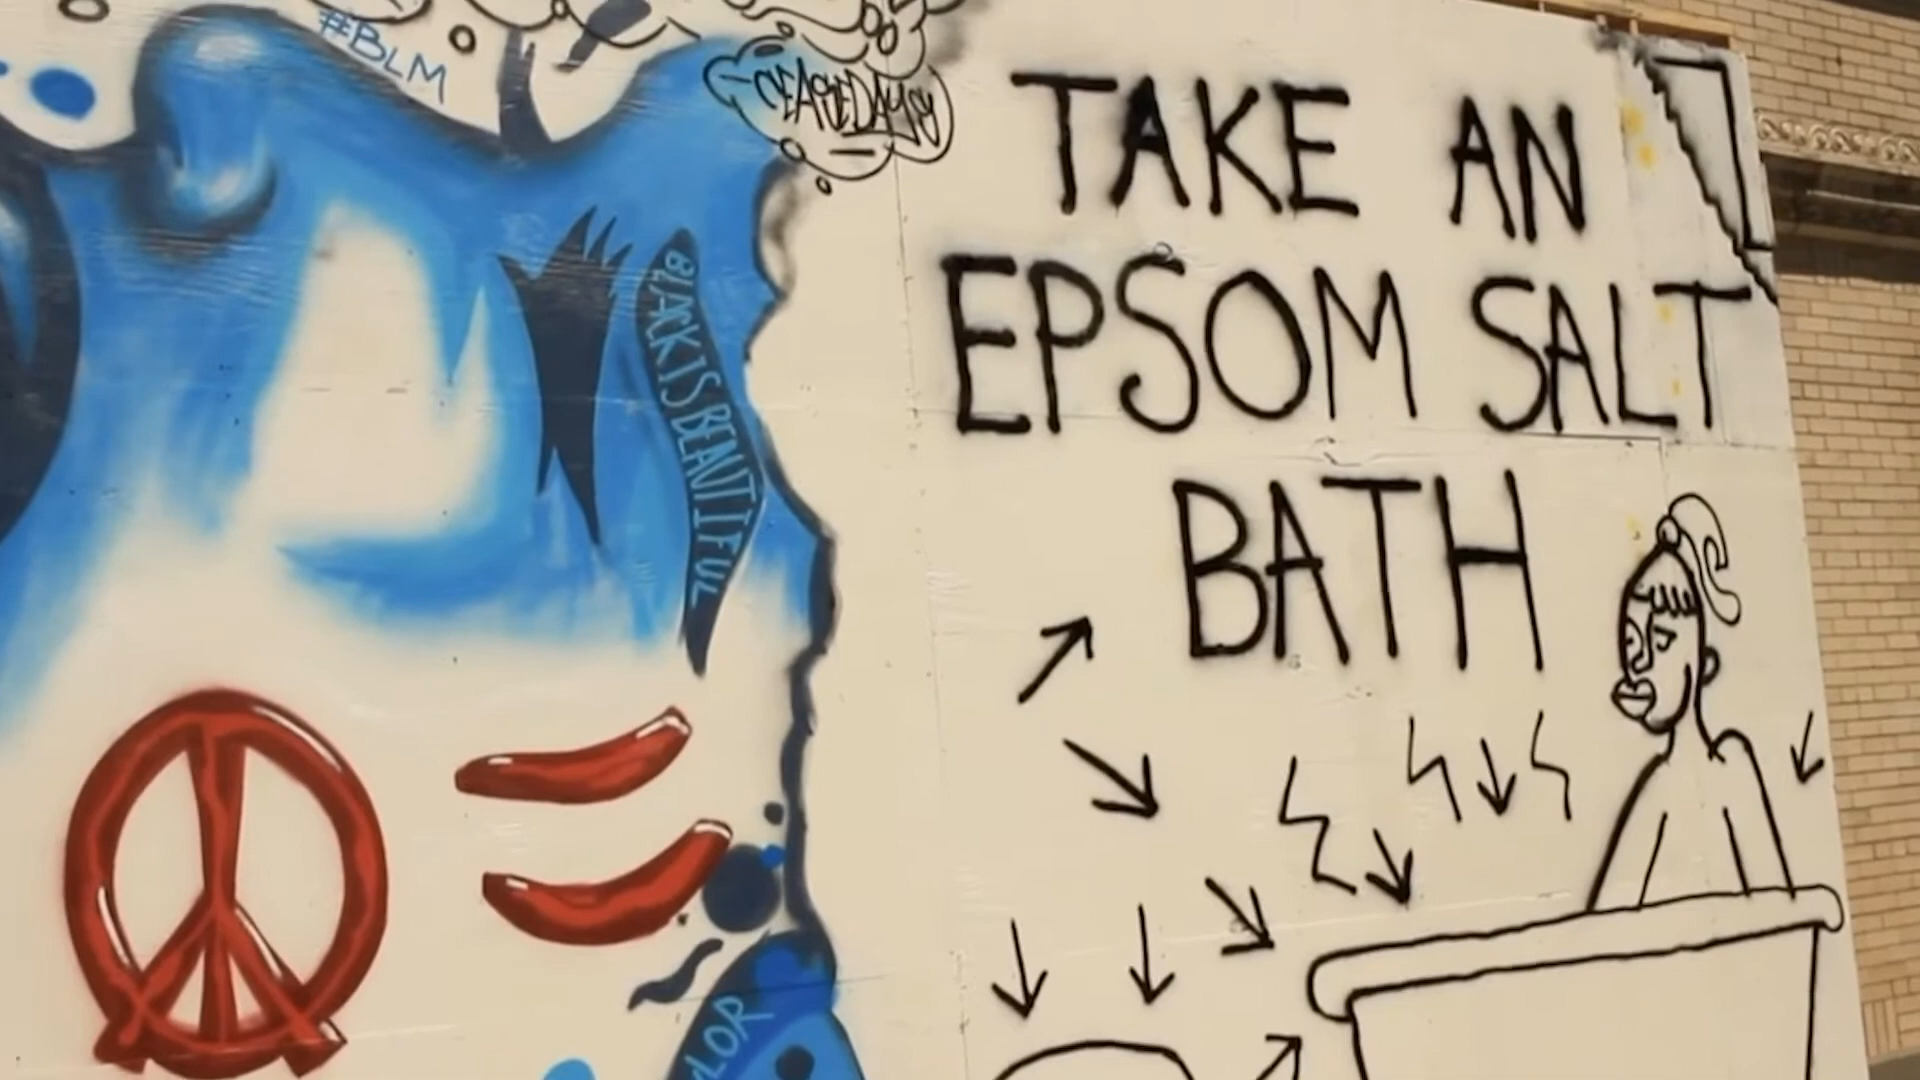 #BLM
TAKE AN
EPSOM SALT
BATH
BLACK IS BEAUTIFUL